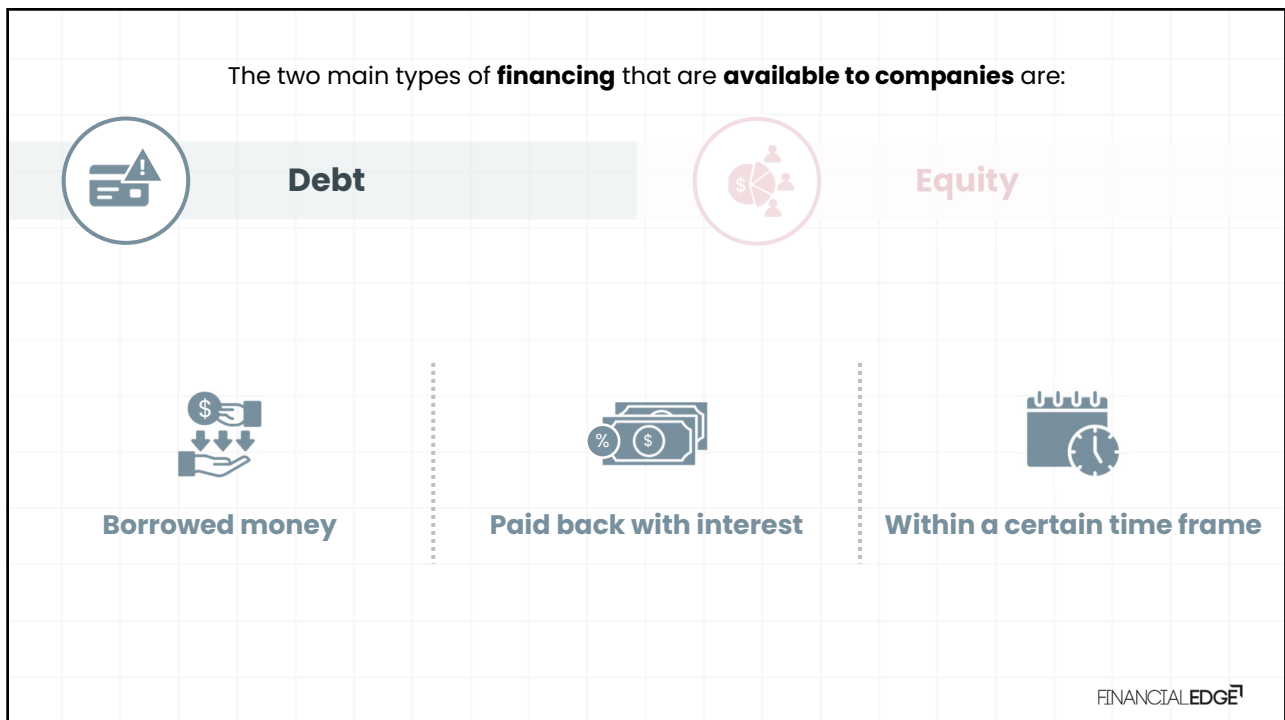 The two main types of financing that are available to companies are:
Debt
Equity
$
!
$
% $
Borrowed money
Paid back with interest
Within a certain time frame
FINANCIALEDGE